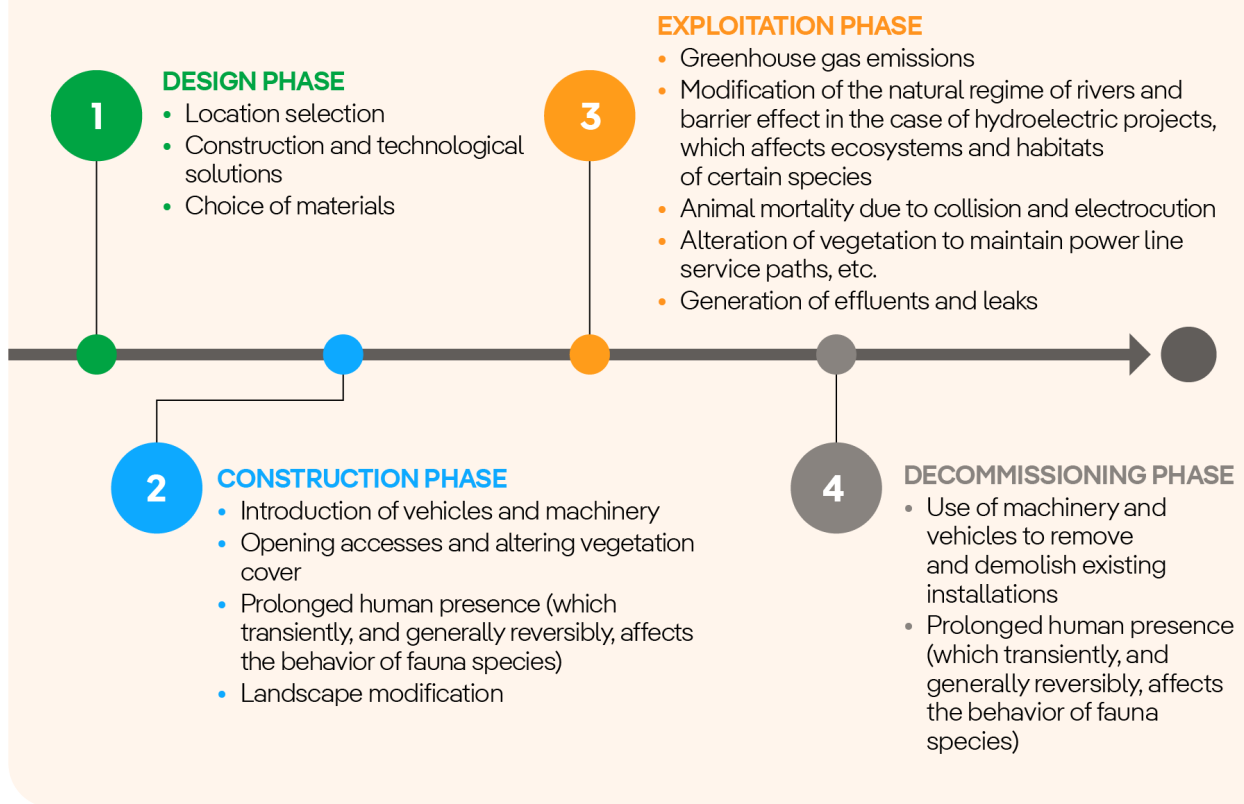 1
DESIGN PHASE
• Location selection
• Construction and technological
solutions
• Choice of materials
3
EXPLOITATION PHASE
• Greenhouse gas emissions
• Modification of the natural regime of rivers and
barrier effect in the case of hydroelectric projects,
which affects ecosystems and habitats
of certain species
• Animal mortality due to collision and electrocution
• Alteration of vegetation to maintain power line
service paths, etc.
• Generation of effluents and leaks
2
CONSTRUCTION PHASE
• Introduction of vehicles and machinery
• Opening accesses and altering vegetation
cover
• Prolonged human presence (which
transiently, and generally reversibly, affects
the behavior of fauna species)
• Landscape modification
4
DECOMMISSIONING PHASE
• Use of machinery and
vehicles to remove
and demolish existing
installations
• Prolonged human presence
(which transiently, and
generally reversibly, affects
the behavior of fauna
species)